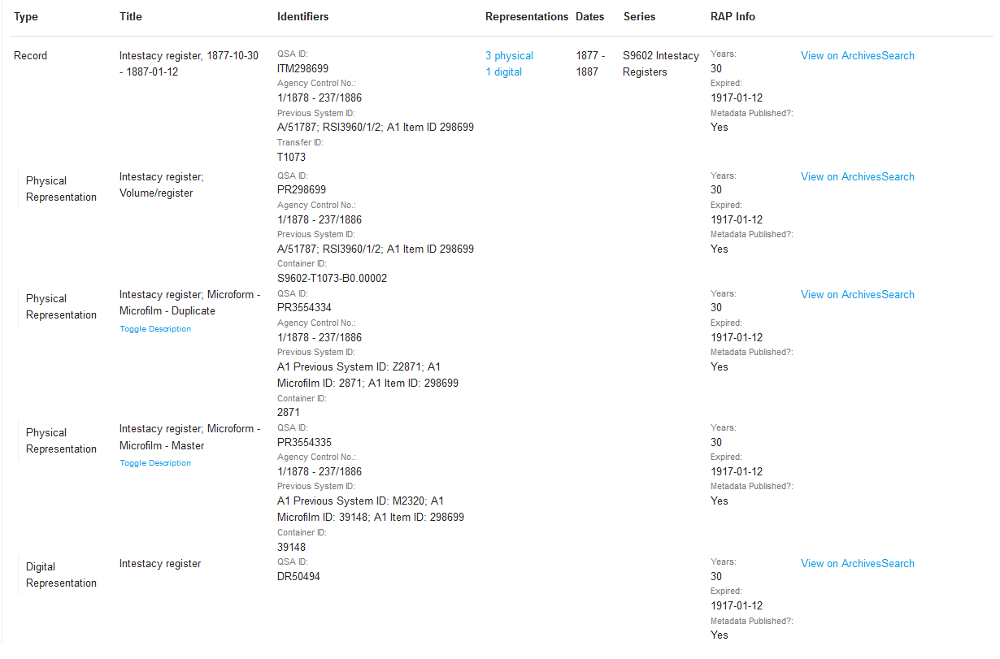 Type Title Identifiers Representations Dates Series RAP Info
Record
Intestacy register, 1877-10-30
- 1887-01-12
QSA ID:
ITM298699
Agency Control No.:
1/1878 - 237/1886
Previous System ID:
A/51787; RSI3960/1/2; A1 Item ID 298699
Transfer ID:
T1073
3 physical
1 digital
1877 -
1887
S9602 Intestacy
Registers
Years:
30
Expired:
1917-01-12
Metadata Published?:
Yes
View on ArchivesSearch
Physical
Representation
Intestacy register;
Volume/register
QSA ID:
PR298699
Agency Control No.:
1/1878 - 237/1886
Previous System ID:
A/51787; RSI3960/1/2; A1 Item ID 298699
Container ID:
S9602-T1073-B0.00002
Years:
30
Expired:
1917-01-12
Metadata Published?:
Yes
View on ArchivesSearch
Physical
Representation
Intestacy register; Microform -
Microfilm - Duplicate
Toggle Description
QSA ID:
PR3554334
Agency Control No.:
1/1878 - 237/1886
Previous System ID:
A1 Previous System ID: Z2871; A1
Microfilm ID: 2871; A1 Item ID: 298699
Container ID:
2871
Years:
30
Expired:
1917-01-12
Metadata Published?:
Yes
View on ArchivesSearch
Physical
Representation
Intestacy register; Microform -
Microfilm - Master
Toggle Description
QSA ID:
PR3554335
Agency Control No.:
1/1878 - 237/1886
Previous System ID:
A1 Previous System ID: M2320; A1
Microfilm ID: 39148; A1 Item ID: 298699
Container ID:
39148
Years:
30
Expired:
1917-01-12
Metadata Published?:
Yes
Digital
Representation
Intestacy register
QSA ID:
DR50494
Years:
30
Expired:
1917-01-12
Metadata Published?:
Yes
View on ArchivesSearch